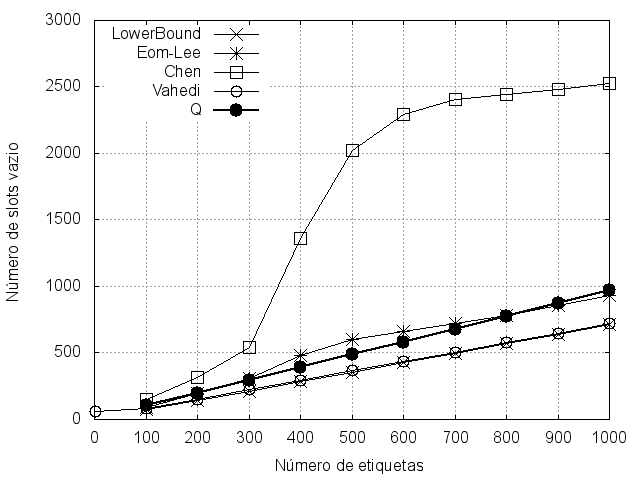 3000
2500
2000
1500
1000
500
0
Número de slots vazio
LowerBound
Eom-Lee
Chen
Vahedi
Q
0 100 200 300 400 500 600 700 800 900 1000
Número de etiquetas